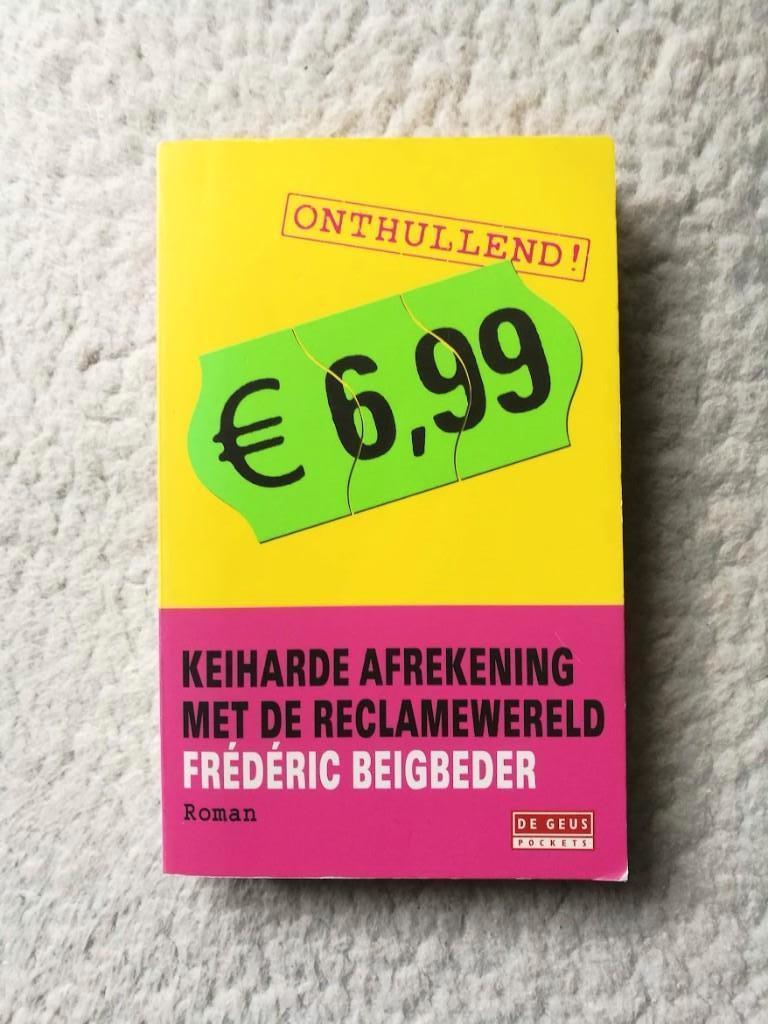 ONTHULLEND!
€ 6,99
KEIHARDE AFREKENING
MET DE RECLAMEWERELD
FRÉDÉRIC BEIGBEDER
Roman
DE GEUS
POCKETS